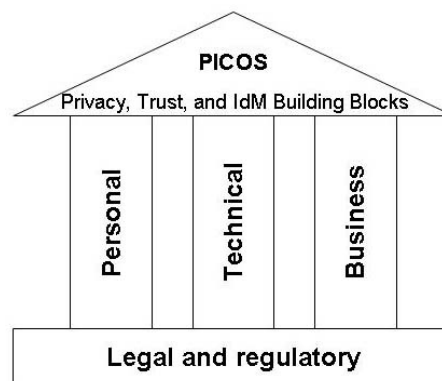 PICOS
Privacy, Trust, and IdM Building Blocks
Personal
Technical
Business
Legal and regulatory